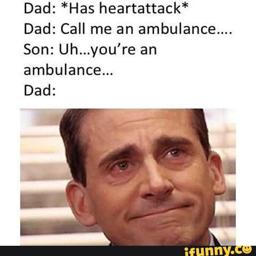 Dad: *Has heartattack*
Dad: Call me an ambulance....
Son: Uh...you’re an
ambulance...
Dad:
ifunny.co